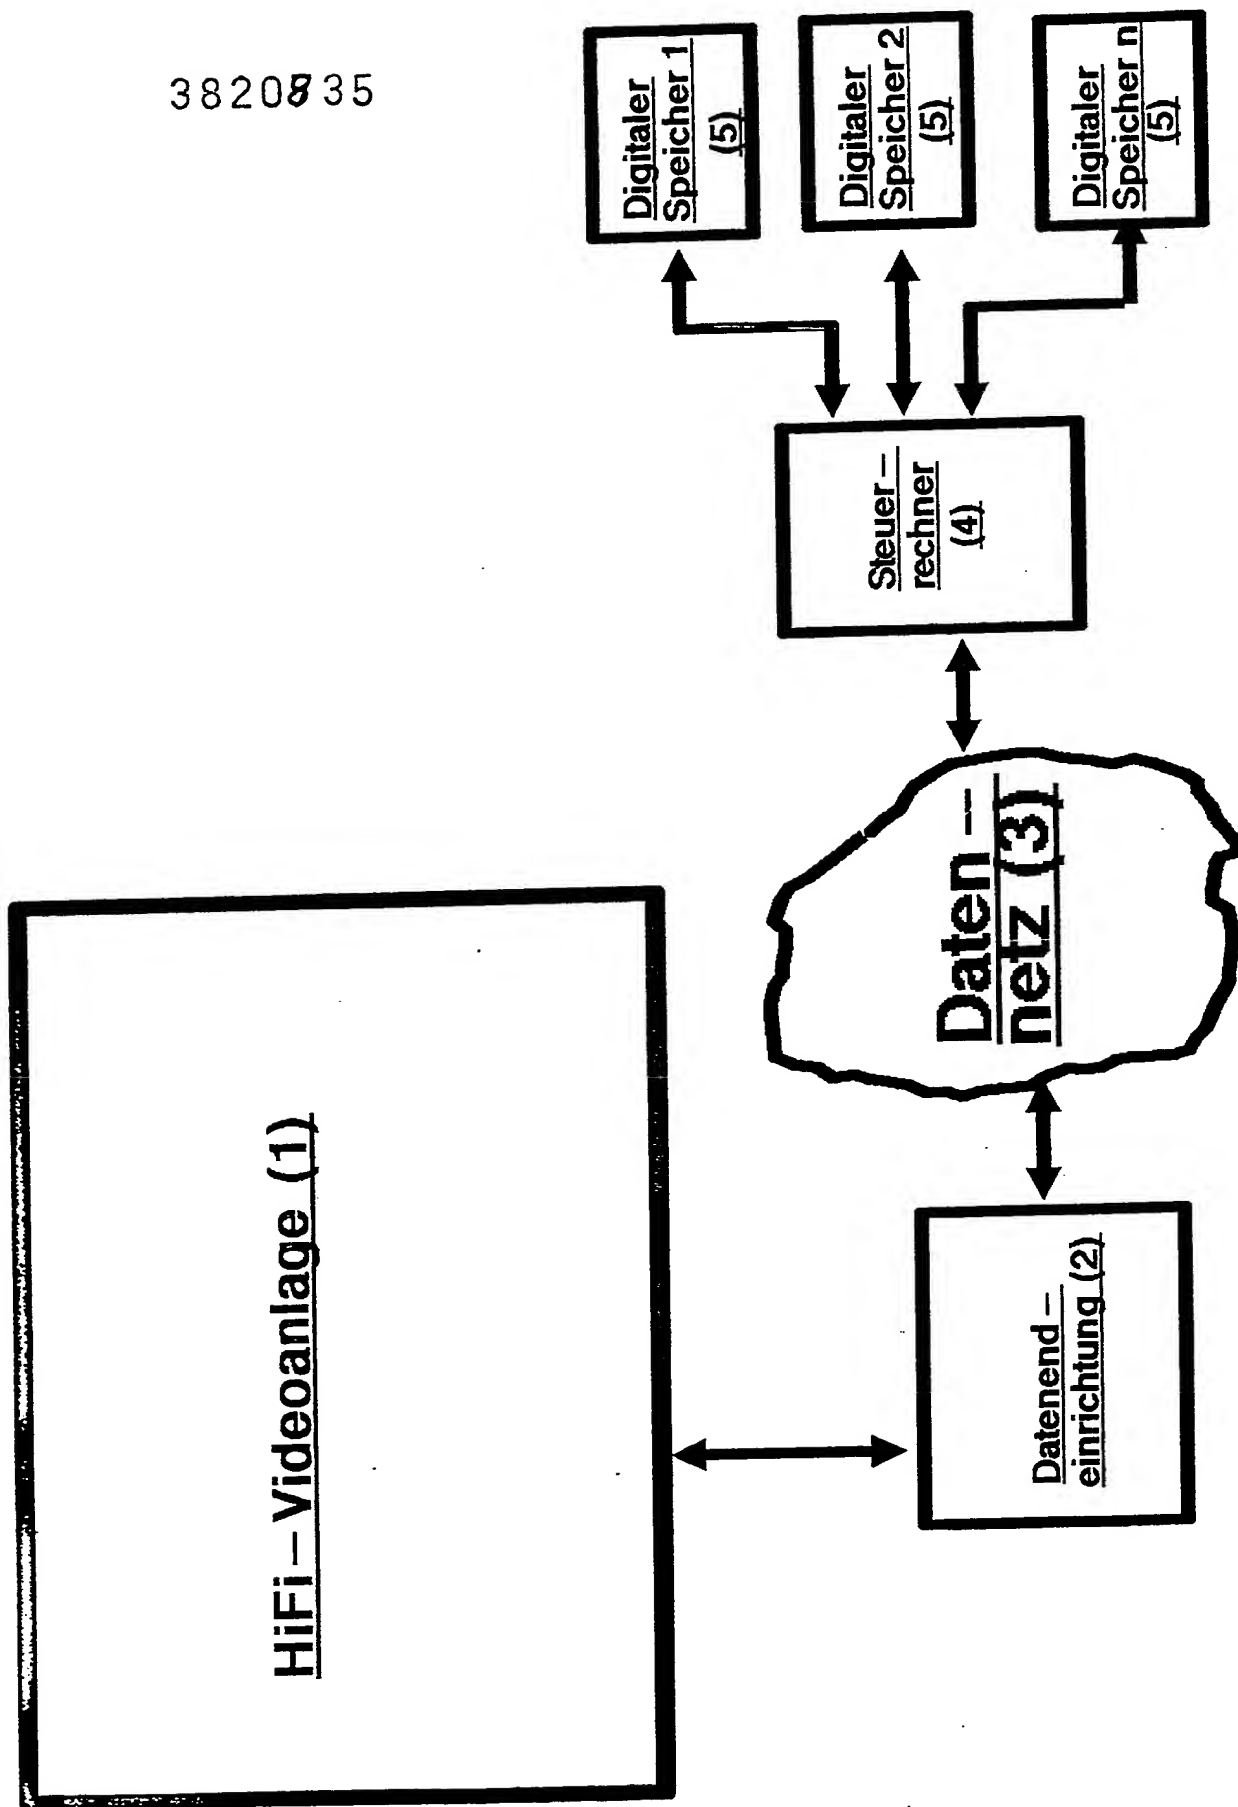 3820835
HiFi–Videoanlage (1)
Datenend–
einrichtung (2)
Daten–
netz (3)
Steuer–
rechner
(4)
Digitaler
Speicher 1
(5)
Digitaler
Speicher 2
(5)
Digitaler
Speicher n
(5)